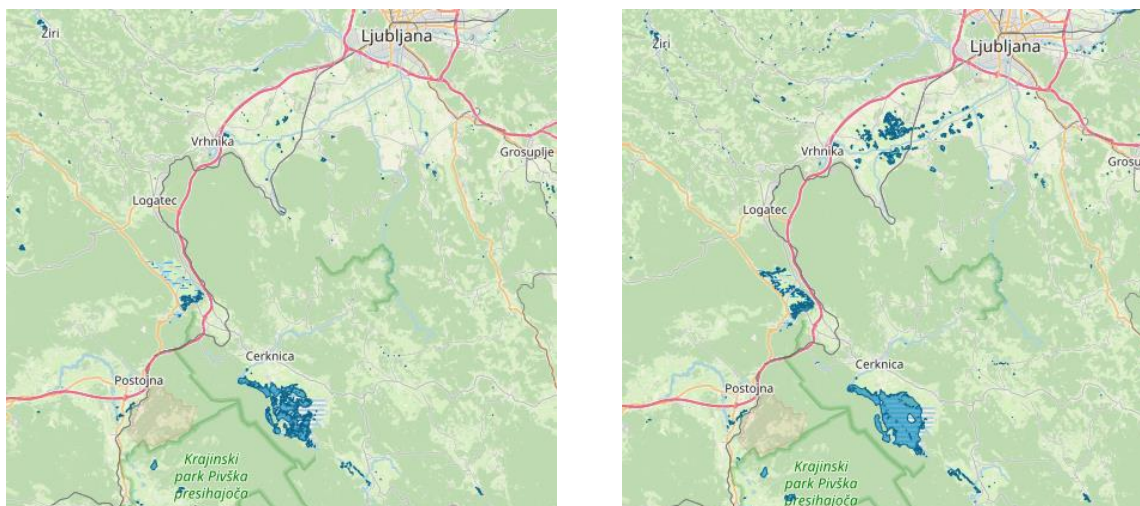 Žiri
Ljubljana
Vrhnika
Grosuplje
Logatec
Cerknica
Postojna
Krajinski
park Pivška
presihajoča
Žiri
Ljubljana
Vrhnika
Grosu
Logatec
Cerknica
Postojna
Krajinski
park Pivška
presihajoča